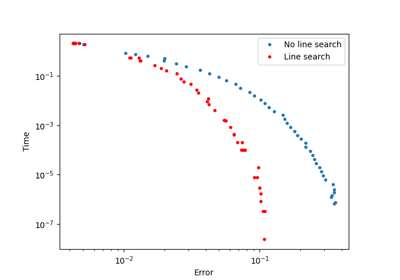 No line search
Line search
10⁻¹
10⁻³
10⁻⁵
10⁻⁷
Time
10⁻² 10⁻¹
Error